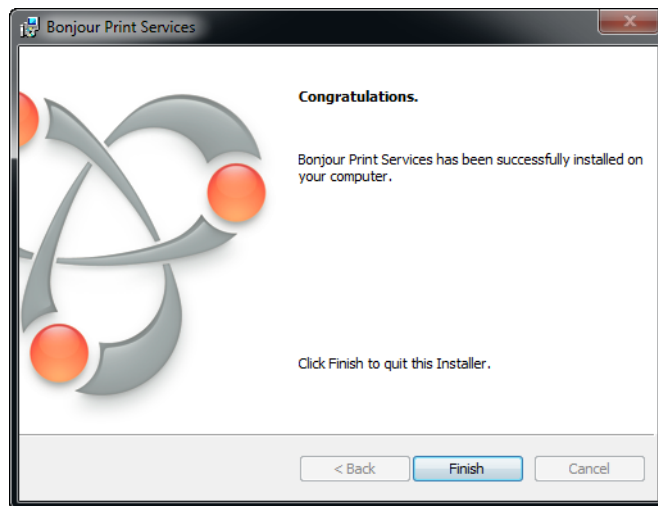 Bonjour Print Services
Congratulations.
Bonjour Print Services has been successfully installed on
your computer.
Click Finish to quit this Installer.
< Back
Finish
Cancel